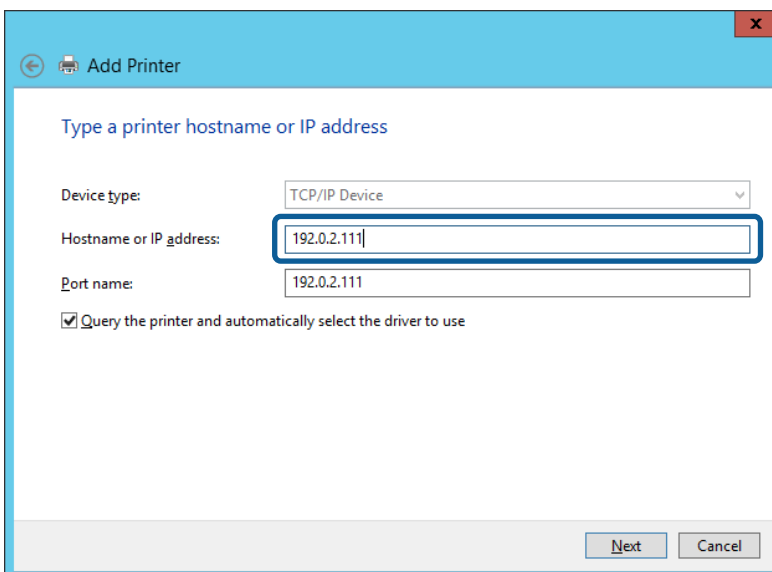 x
Add Printer
Type a printer hostname or IP address
Device type: TCP/IP Device
Hostname or IP address: 192.0.2.111
Port name: 192.0.2.111
Query the printer and automatically select the driver to use
Next Cancel